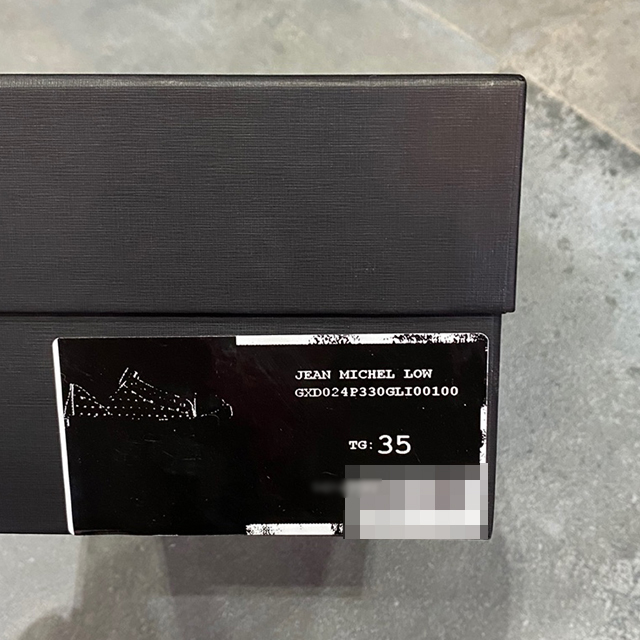 JEAN MICHEL LOW
GXD024P330GLI00100
TG: 35